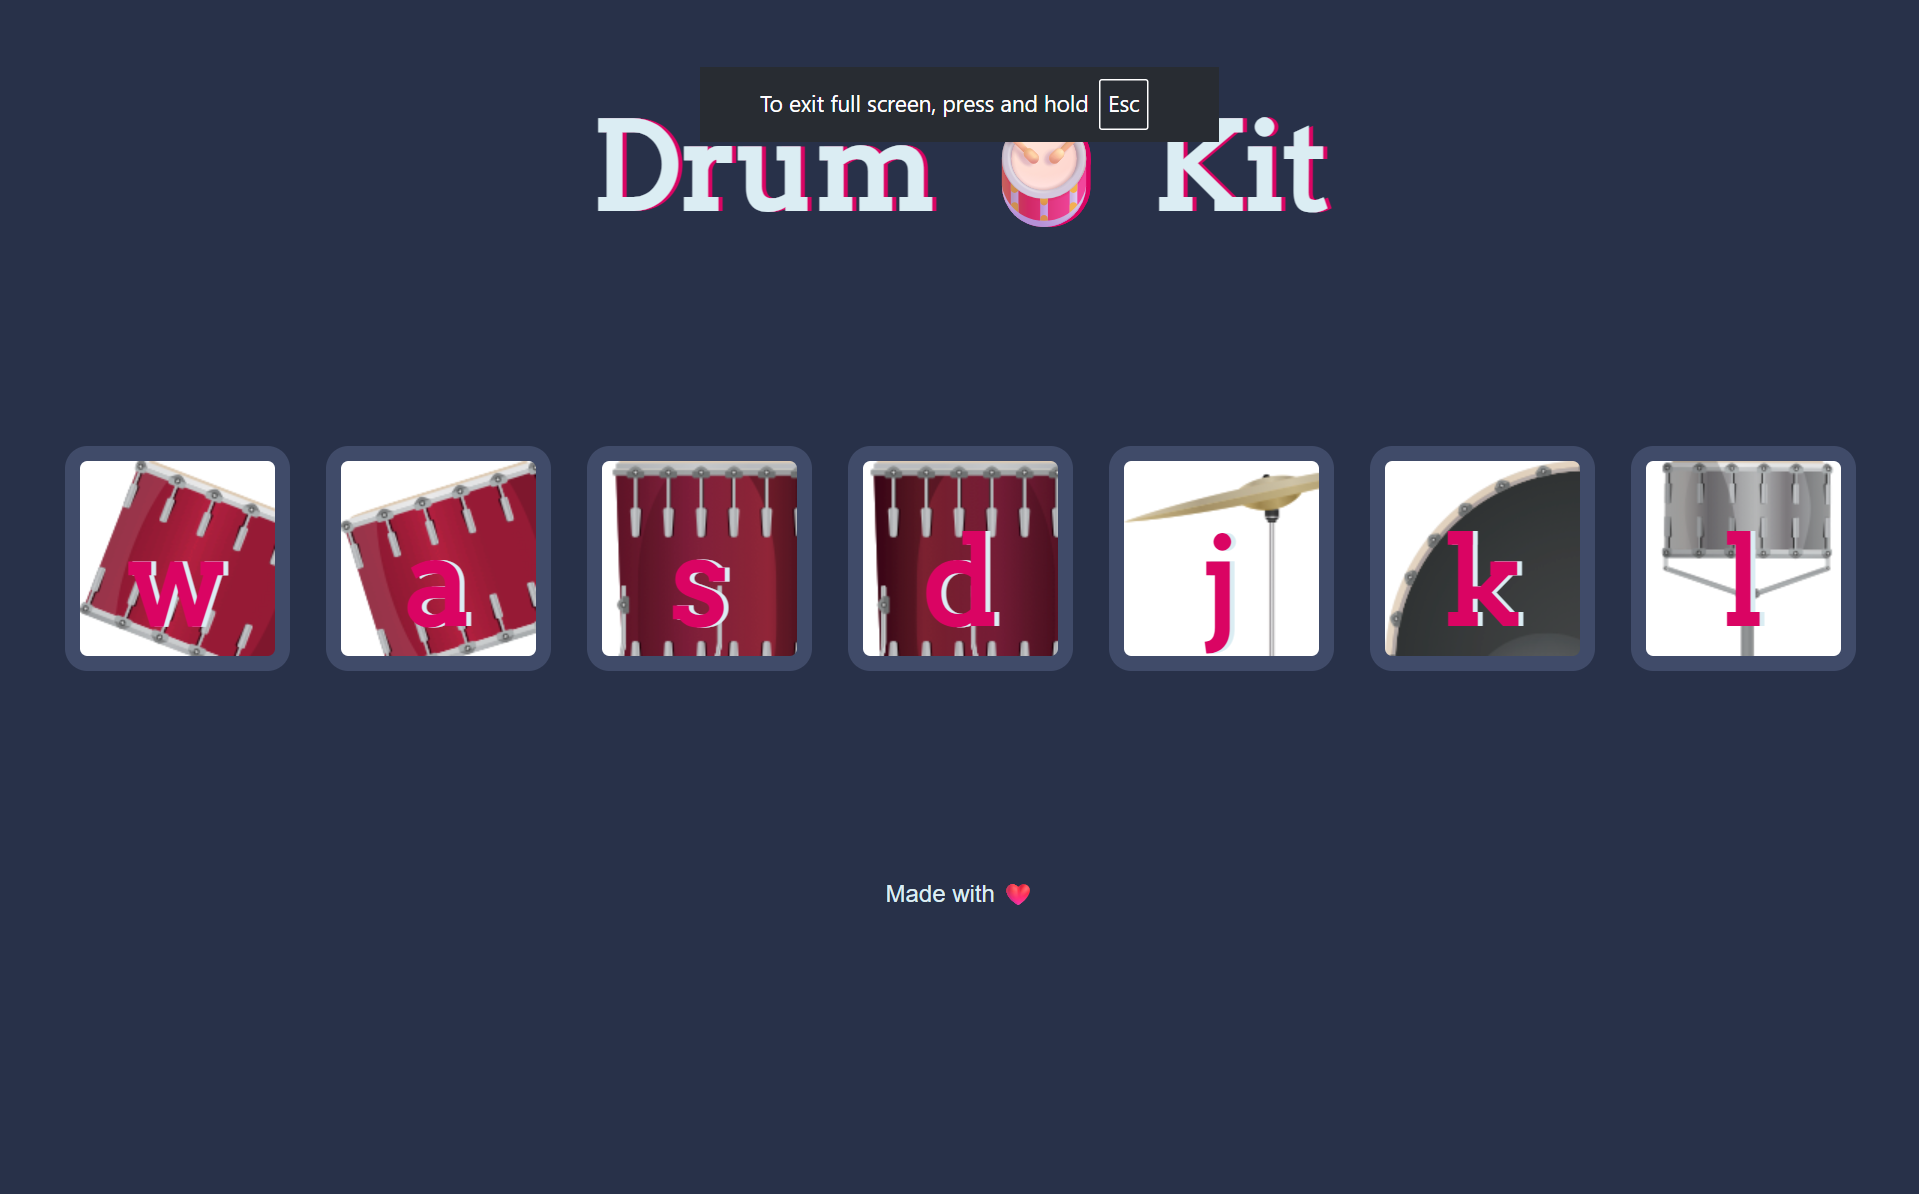 To exit full screen, press and hold Esc
Drum 🥁 Kit
w a s d j k l
Made with ❤️